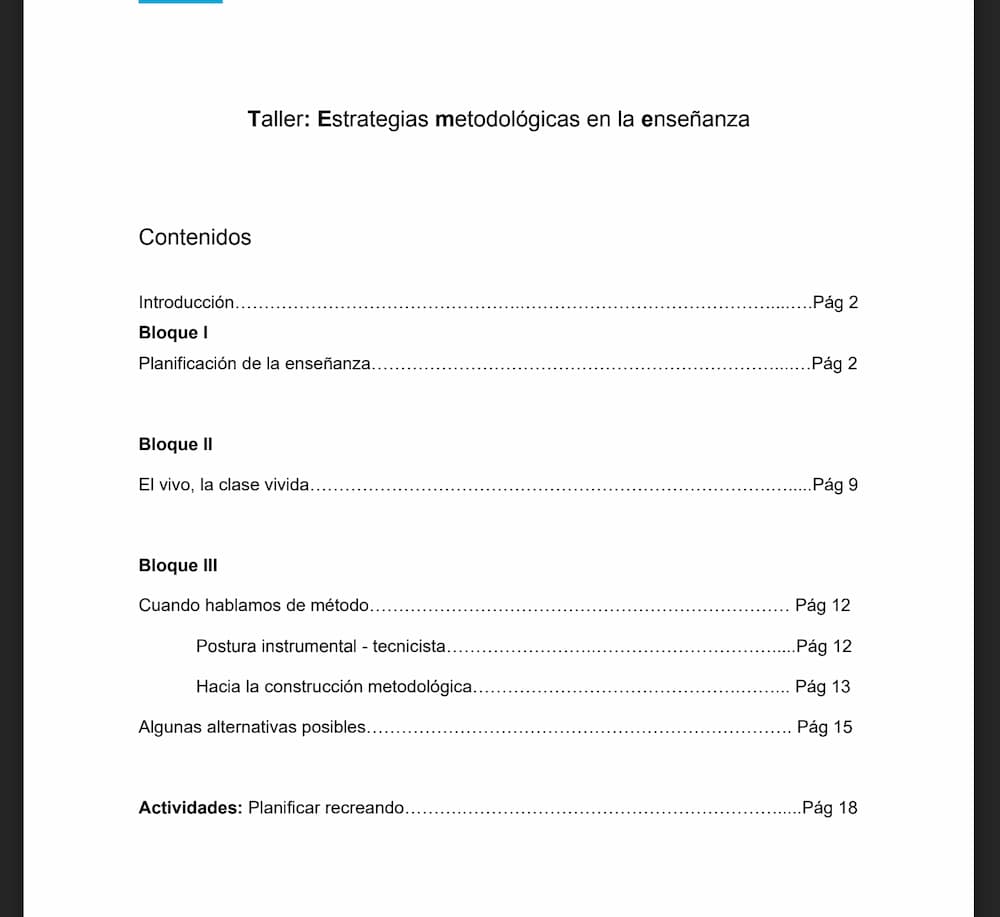 Taller: Estrategias metodológicas en la enseñanza
Contenidos
Introducción……………………………………………………………………………….....….Pág 2
Bloque I
Planificación de la enseñanza…………………………………………………………….....….Pág 2
Bloque II
El vivo, la clase vivida………………………………………………………………….…....Pág 9
Bloque III
Cuando hablamos de método……………………………………………………………… Pág 12
Postura instrumental - tecnicista…………………….…………………………....Pág 12
Hacia la construcción metodológica…………………………………….……….. Pág 13
Algunas alternativas posibles………………………………………………………………. Pág 15
Actividades: Planificar recreando……….……………………………………………......Pág 18